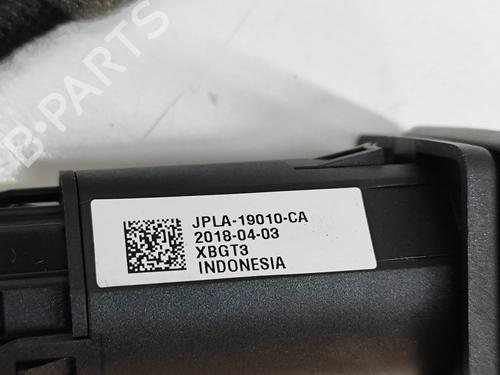 B-PARTS
JPLA-19010-CA
2018-04-03
XBGT3
INDONESIA